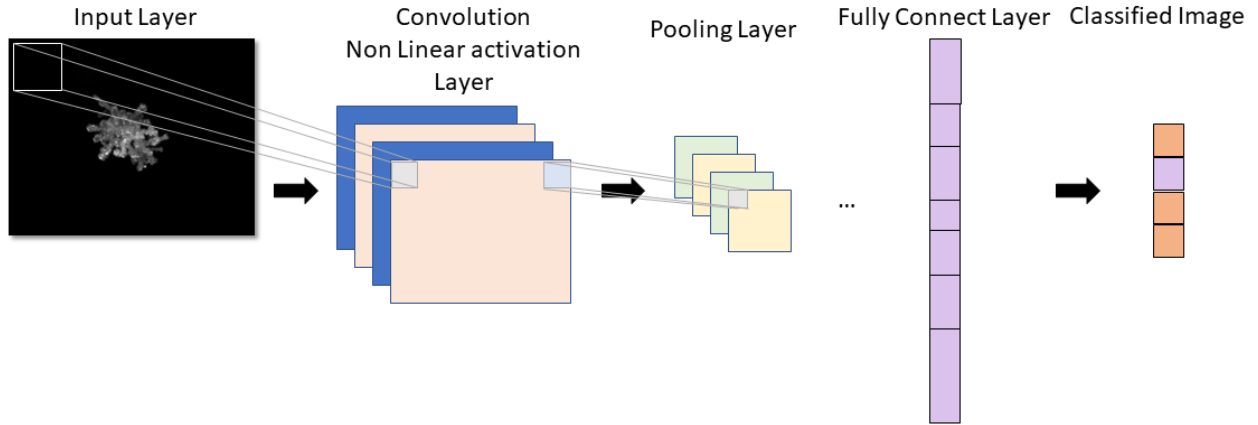 Input Layer
Convolution
Non Linear activation
Layer
Pooling Layer
Fully Connect Layer
Classified Image
...